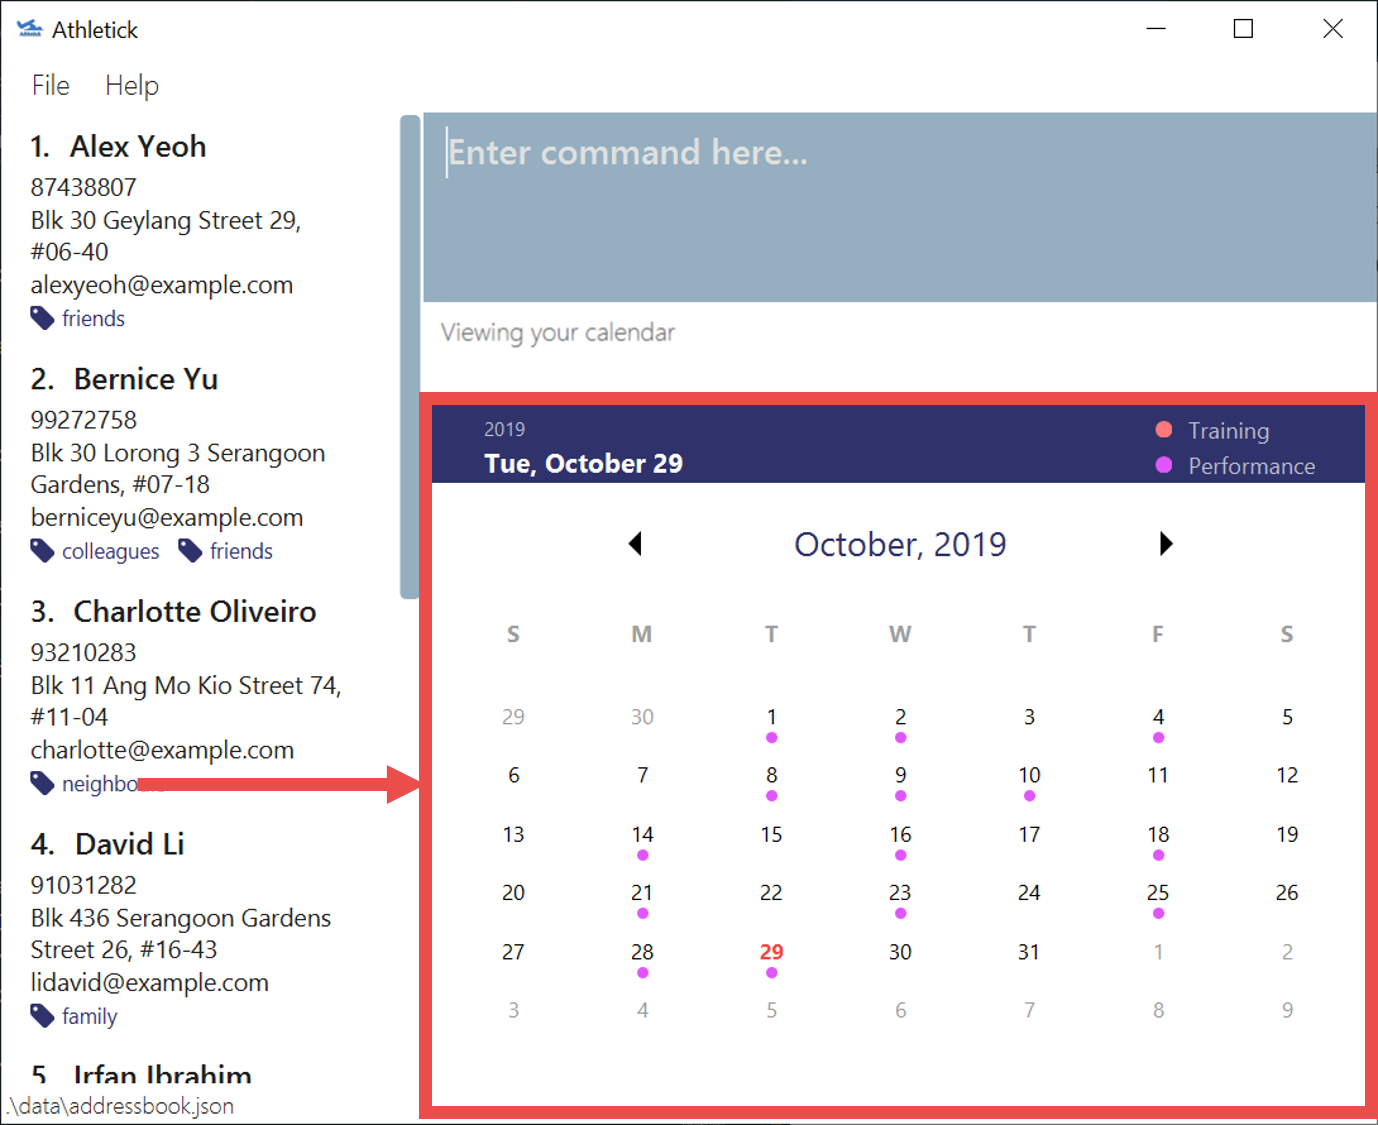 Athletick
File Help
1. Alex Yeoh
87438807
Blk 30 Geylang Street 29,
#06-40
alexyeoh@example.com
friends
2. Bernice Yu
99272758
Blk 30 Lorong 3 Serangoon
Gardens, #07-18
berniceyu@example.com
colleagues friends
3. Charlotte Oliveiro
93210283
Blk 11 Ang Mo Kio Street 74,
#11-04
charlotte@example.com
4. David Li
91031282
Blk 436 Serangoon Gardens
Street 26, #16-43
lidavid@example.com
family
5. Irfan Ibrahim
.\data\addressbook.json
Enter command here...
Viewing your calendar
2019
Tue, October 29
Training
Performance
October, 2019
S M T W T F S
29 30 1 2 3 4 5
6 7 8 9 10 11 12
13 14 15 16 17 18 19
20 21 22 23 24 25 26
27 28 29 30 31 1 2
3 4 5 6 7 8 9